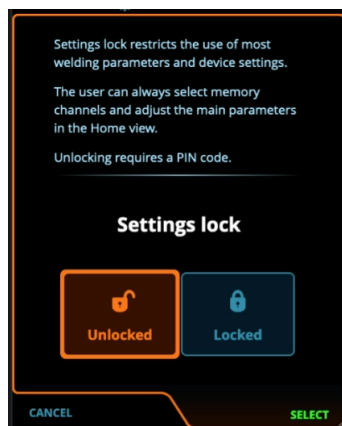 Settings lock restricts the use of most
welding parameters and device settings.
The user can always select memory
channels and adjust the main parameters
in the Home view.
Unlocking requires a PIN code.
Settings lock
Unlocked
Locked
CANCEL
SELECT